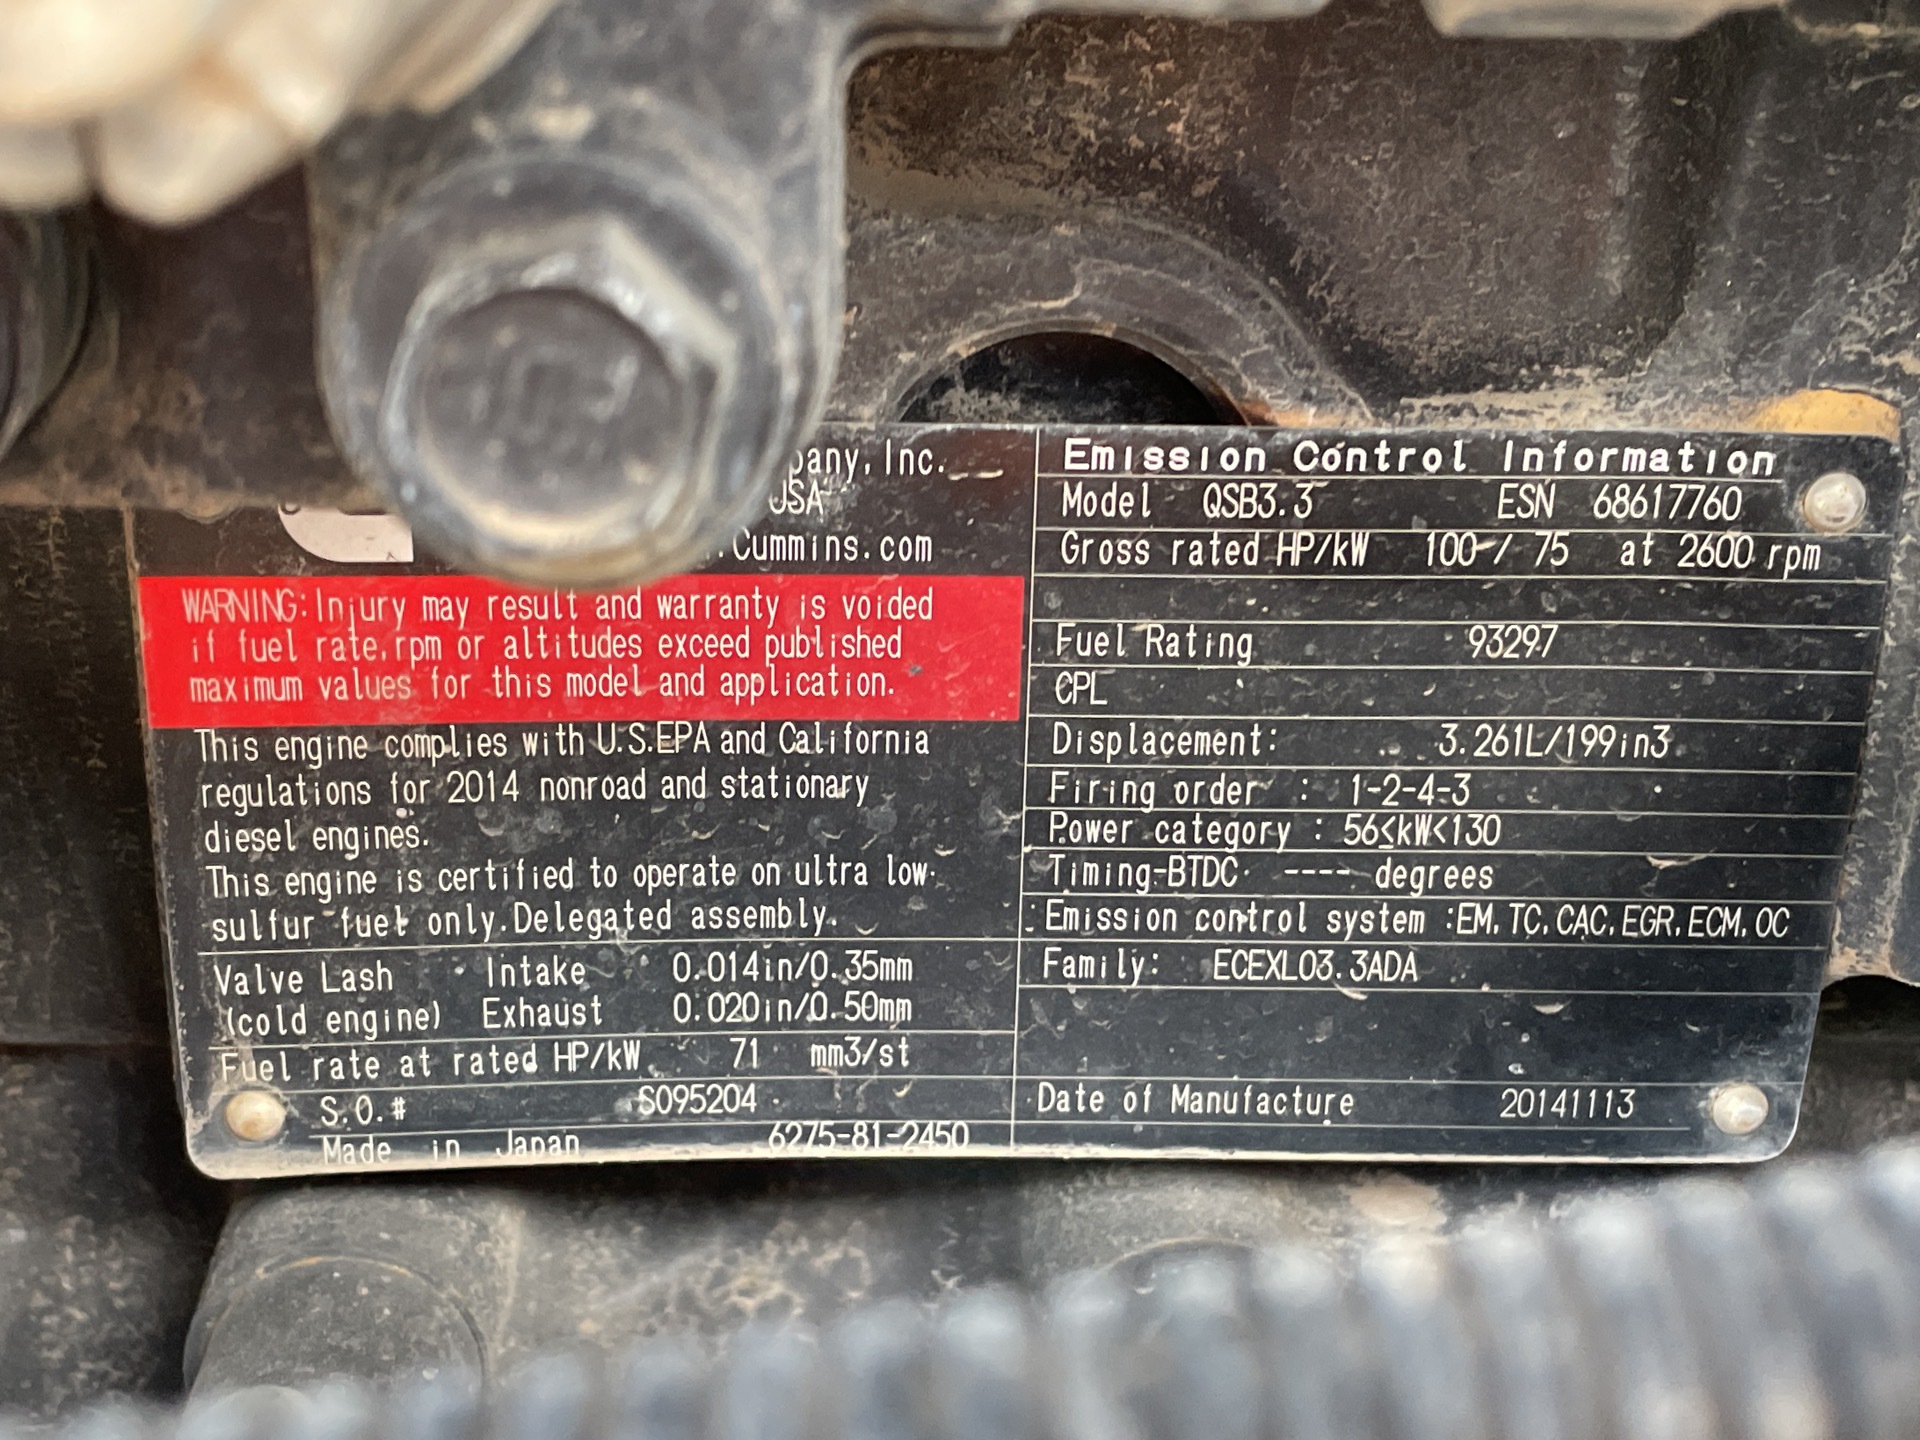 Inc.
USA
Cummins.com
WARNING: Injury may result and warranty is voided
if fuel rate, rpm or altitudes exceed published
maximum values for this model and application.
This engine complies with U.S.EPA and California
regulations for 2014 nonroad and stationary
diesel engines.
This engine is certified to operate on ultra low
sulfur fuel only. Delegated assembly.
Valve Lash Intake 0.014in/0.35mm
(cold engine) Exhaust 0.020in/0.50mm
Fuel rate at rated HP/kW 71 mm3/st
S.O.# SO95204
Made in Japan 6275-81-2450
Emission Control Information
Model QSB3.3 ESN 68617760
Gross rated HP/kW 100 / 75 at 2600 rpm
Fuel Rating 93297
CPL
Displacement: 3.261L/199in3
Firing order : 1-2-4-3
Power category : 56≤kW<130
Timing-BTDC ---- degrees
Emission control system :EM, TC, CAC, EGR, ECM, OC
Family: ECEXL03.3ADA
Date of Manufacture 20141113